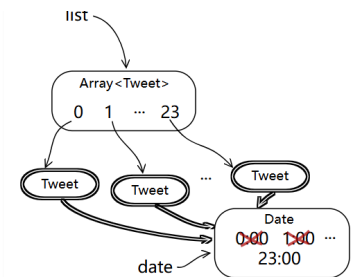 list
Array<Tweet>
0 1 ... 23
Tweet Tweet ... Tweet
Date
0:00 1:00 ...
23:00
date